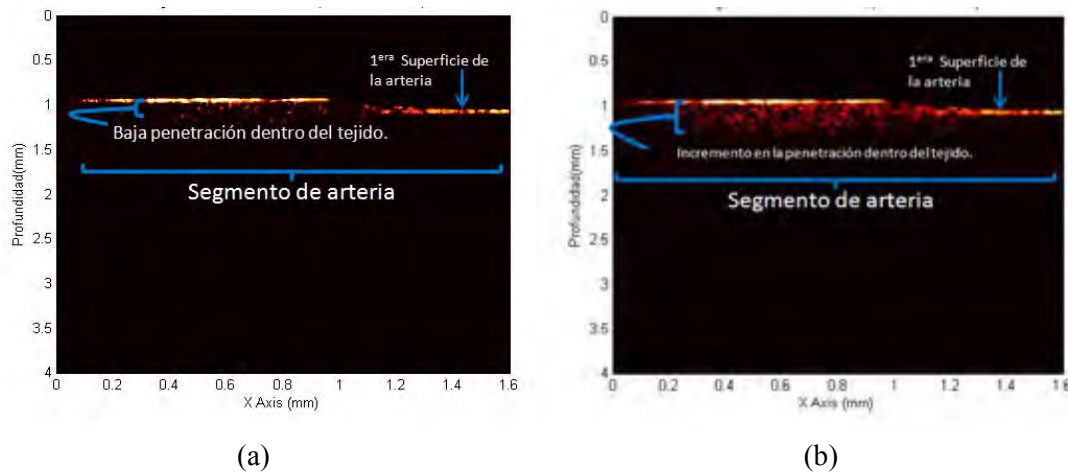 0
0.5
1
1.5
2
2.5
3
3.5
4
Profundidad(mm)
1era Superficie de
la arteria
Baja penetración dentro del tejido.
Segmento de arteria
0 0.2 0.4 0.6 0.8 1 1.2 1.4 1.6
X Axis (mm)
(a)
0
0.5
1
1.5
2
2.5
3
3.5
4
Profundidad(mm)
1era Superficie de
la arteria
Incremento en la penetración dentro del tejido.
Segmento de arteria
0 0.2 0.4 0.6 0.8 1 1.2 1.4 1.6
X Axis (mm)
(b)